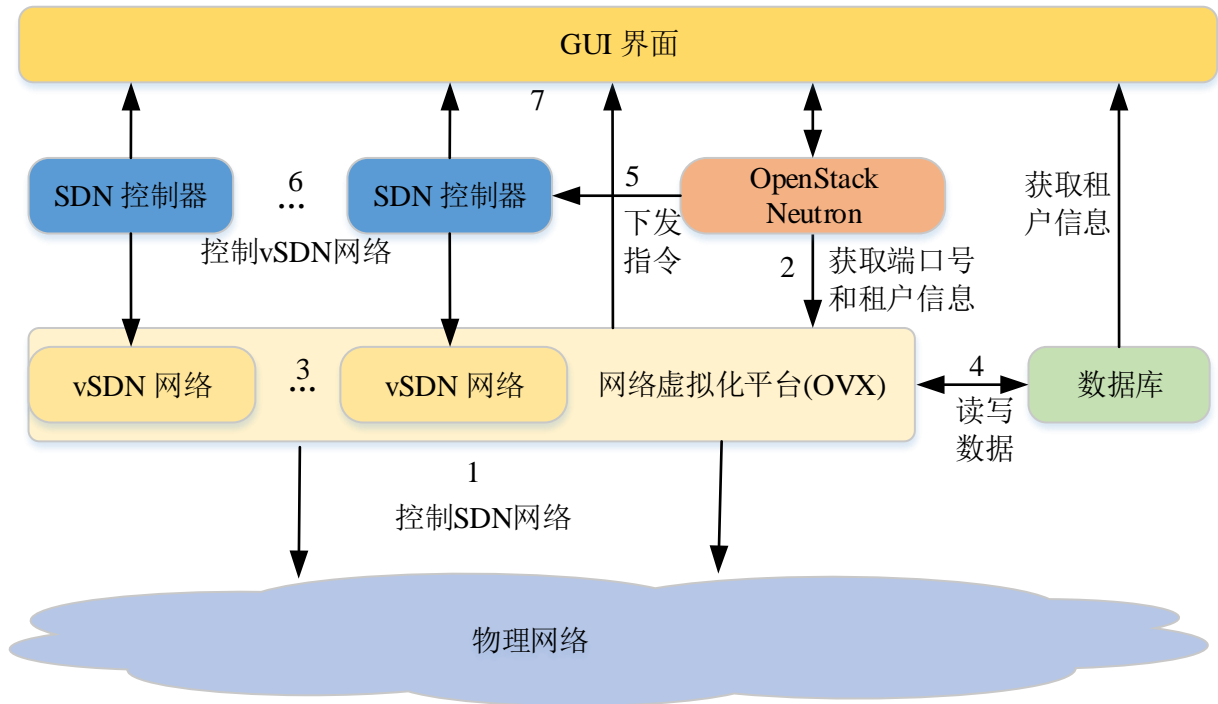 GUI 界面
7
SDN 控制器
6
...
SDN 控制器
5
OpenStack
Neutron
获取租
户信息
控制vSDN网络
下发
指令
2
获取端口号
和租户信息
vSDN 网络
3
...
vSDN 网络
网络虚拟化平台(OVX)
4
数据库
读写
数据
1
控制SDN网络
物理网络